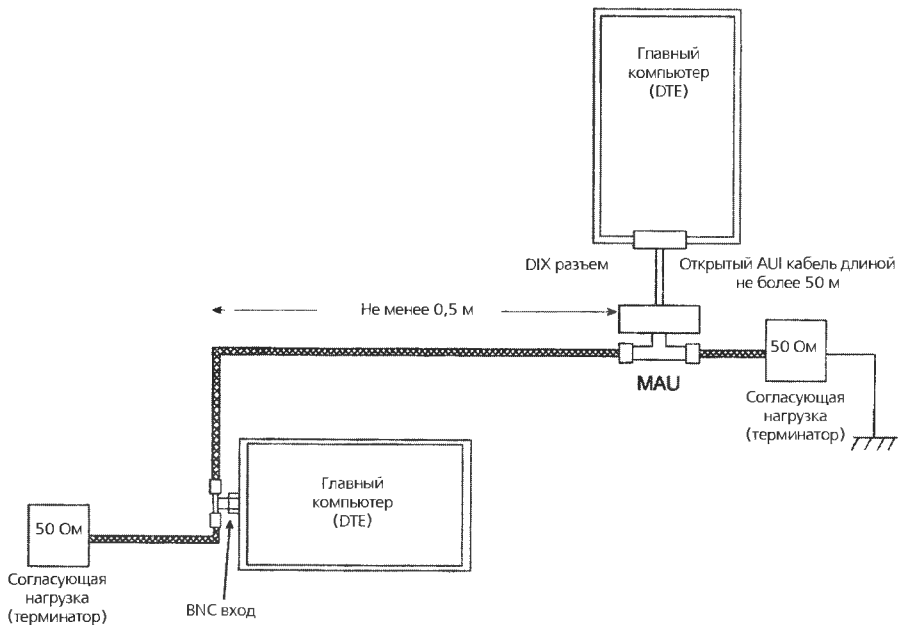 Главный
компьютер
(DTE)
DIX разъем
Открытый AUI кабель длиной
не более 50 м
Не менее 0,5 м
50 Ом
MAU
Согласующая
нагрузка
(терминатор)
Главный
компьютер
(DTE)
50 Ом
Согласующая
нагрузка
(терминатор)
BNC вход